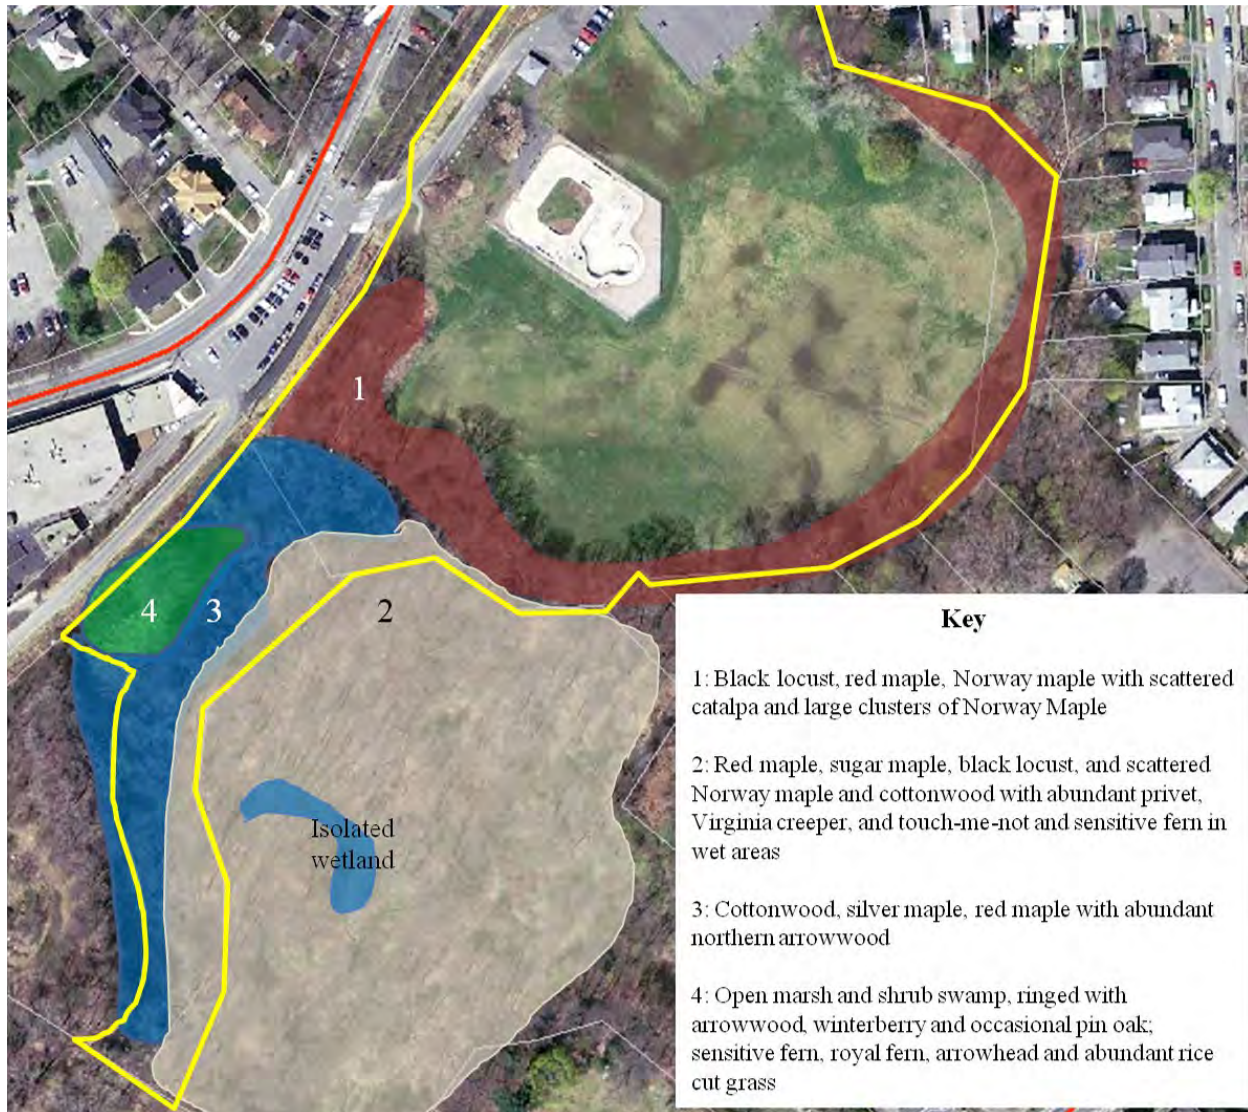 1
4
3
2
Isolated
wetland
Key
1: Black locust, red maple, Norway maple with scattered
catalpa and large clusters of Norway Maple
2: Red maple, sugar maple, black locust, and scattered
Norway maple and cottonwood with abundant privet,
Virginia creeper, and touch-me-not and sensitive fern in
wet areas
3: Cottonwood, silver maple, red maple with abundant
northern arrowwood
4: Open marsh and shrub swamp, ringed with
arrowwood, winterberry and occasional pin oak;
sensitive fern, royal fern, arrowhead and abundant rice
cut grass